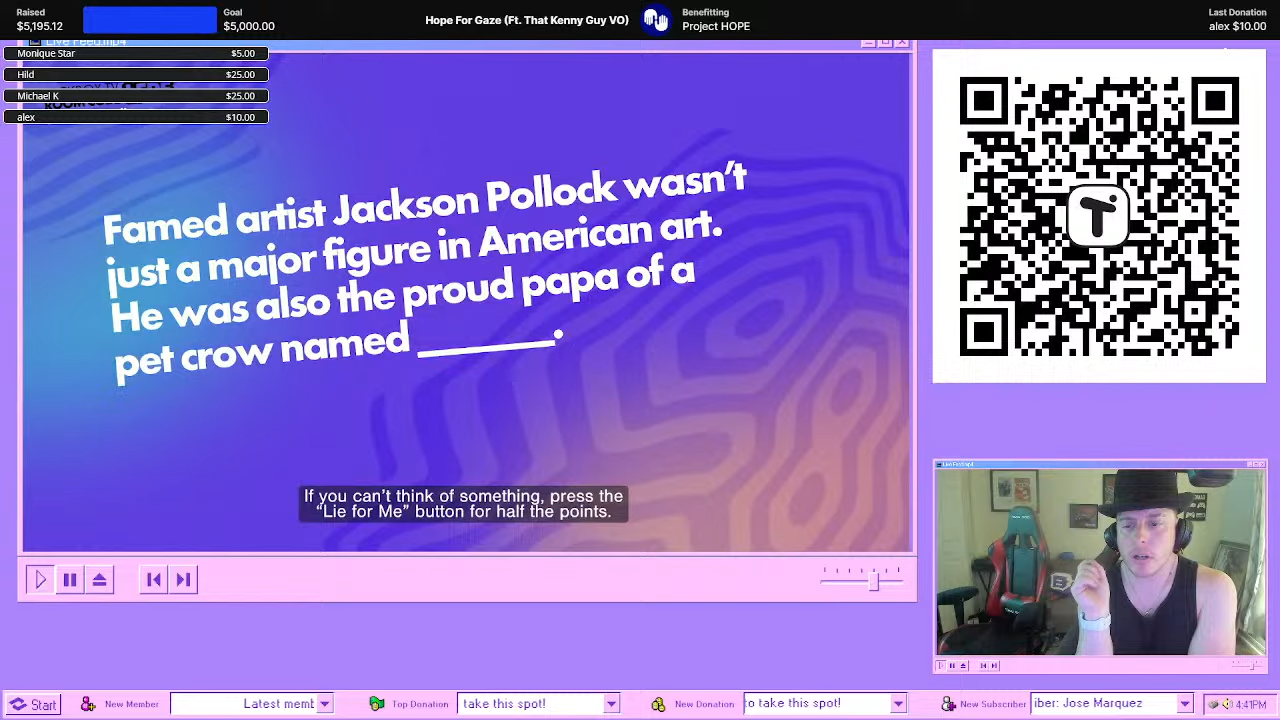 Raised
$5,195.12
Goal
$5,000.00
Hope For Gaze (Ft. That Kenny Guy VO)
Benefitting
Project HOPE
Last Donation
alex $10.00
Monique Star $5.00
Hild $25.00
Michael K $25.00
alex $10.00
Famed artist Jackson Pollock wasn't
just a major figure in American art.
He was also the proud papa of a
pet crow named ________.
If you can't think of something, press the
"Lie for Me" button for half the points.
T
Start
New Member
Latest memb
Top Donation
take this spot!
New Donation
to take this spot!
New Subscriber
iber: Jose Marquez
4:41PM